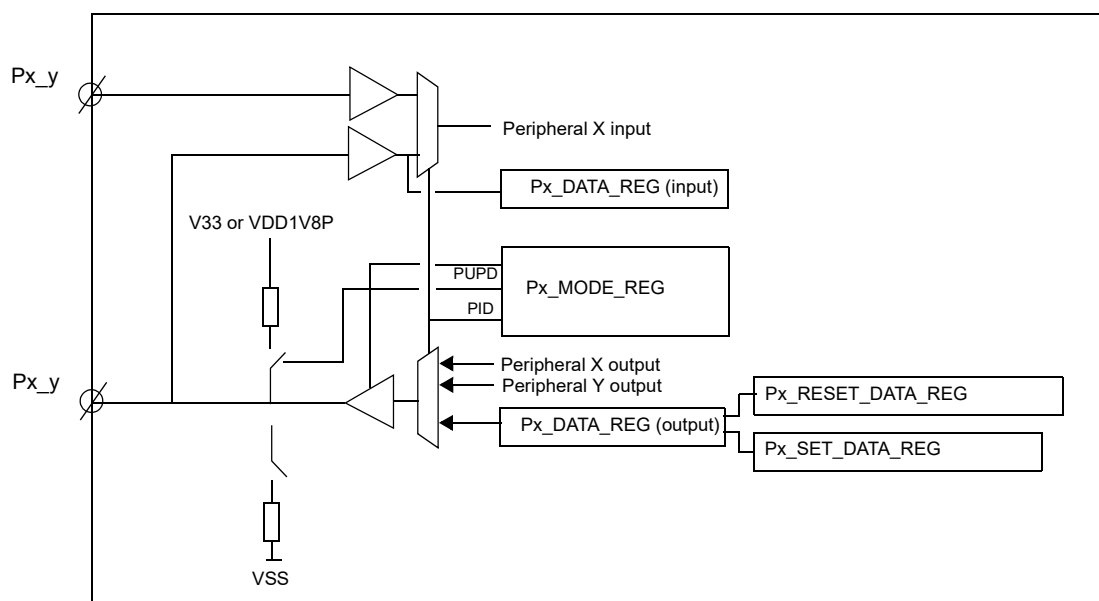 Px_y
Peripheral X input
Px_DATA_REG (input)
V33 or VDD1V8P
PUPD
Px_MODE_REG
PID
Peripheral X output
Px_y
Peripheral Y output
Px_RESET_DATA_REG
Px_DATA_REG (output)
Px_SET_DATA_REG
VSS